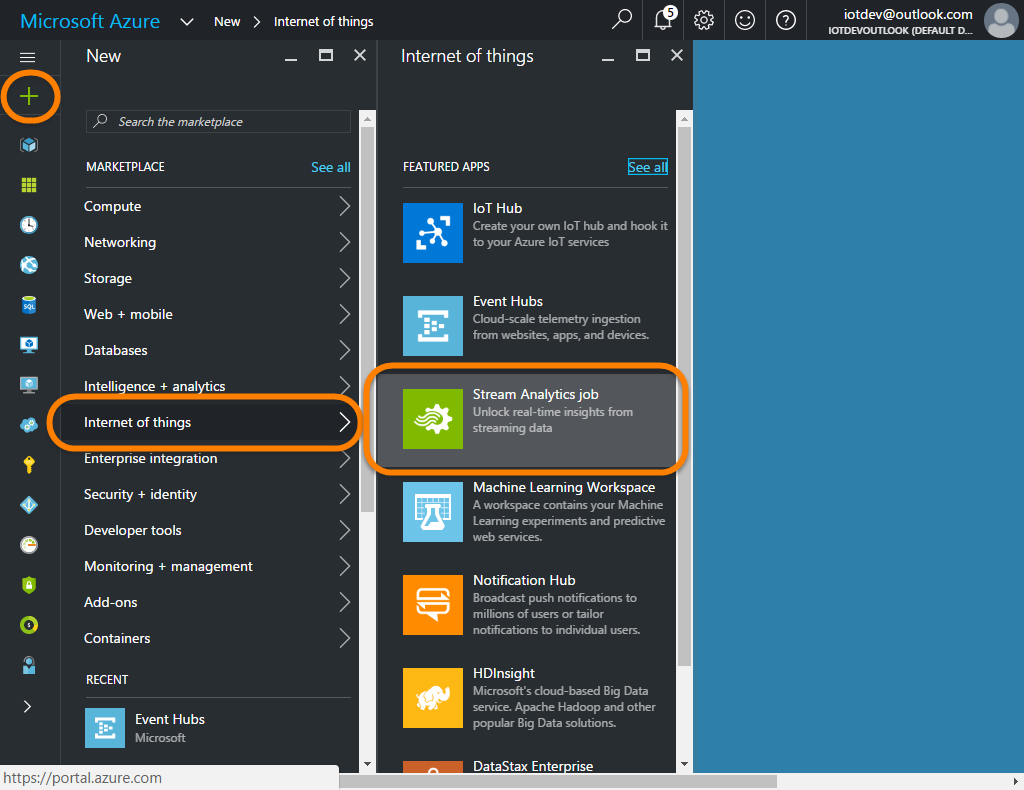 Microsoft Azure
New
Internet of things
5
iotdev@outlook.com
IOTDEVOUTLOOK (DEFAULT D...
New
Search the marketplace
MARKETPLACE
See all
Compute
Networking
Storage
Web + mobile
Databases
Intelligence + analytics
Internet of things
Enterprise integration
Security + identity
Developer tools
Monitoring + management
Add-ons
Containers
RECENT
Event Hubs
Microsoft
Internet of things
FEATURED APPS
See all
IoT Hub
Create your own IoT hub and hook it
to your Azure IoT services
Event Hubs
Cloud-scale telemetry ingestion
from websites, apps, and devices.
Stream Analytics job
Unlock real-time insights from
streaming data
Machine Learning Workspace
A workspace contains your Machine
Learning experiments and predictive
web services.
Notification Hub
Broadcast push notifications to
millions of users or tailor
notifications to individual users.
HDInsight
Microsoft's cloud-based Big Data
service. Apache Hadoop and other
popular Big Data solutions.
DataStax Enterprise
SQL
https://portal.azure.com